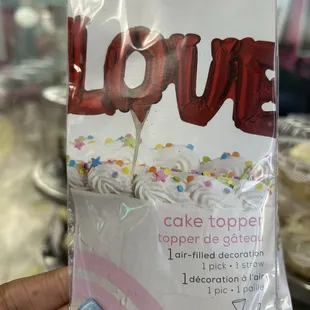 LOVE
cake topper
topper de gâteau
1 air-filled decoration
1 pick • 1 straw
1 décoration à l'air
1 pic • 1 paille